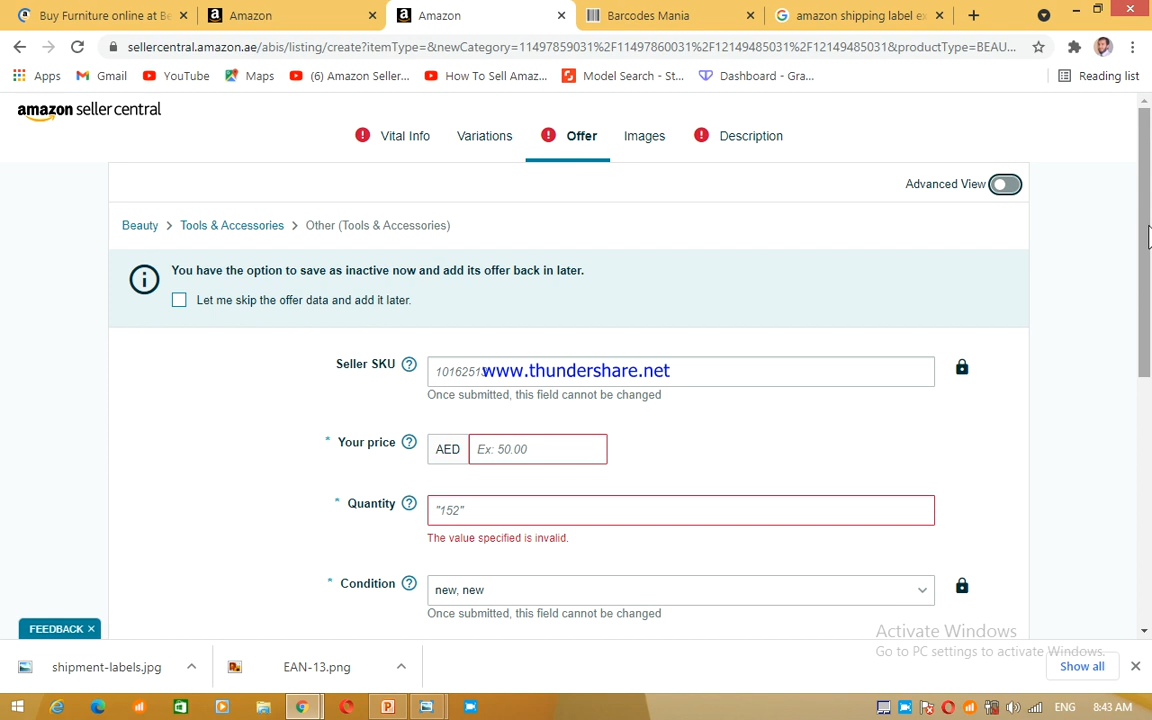 Buy Furniture online at Be
Amazon
Amazon
Barcodes Mania
amazon shipping label ex
sellercentral.amazon.ae/abis/listing/create?itemType=&newCategory=11497859031%2F11497860031%2F12149485031%2F12149485031&productType=BEAU...
Apps
Gmail
YouTube
Maps
(6) Amazon Seller...
How To Sell Amaz...
Model Search - St...
Dashboard - Gra...
Reading list
amazon seller central
Vital Info
Variations
Offer
Images
Description
Advanced View
Beauty > Tools & Accessories > Other (Tools & Accessories)
You have the option to save as inactive now and add its offer back in later.
Let me skip the offer data and add it later.
Seller SKU ?
www.thundershare.net
Once submitted, this field cannot be changed
* Your price ?
AED
Ex: 50.00
* Quantity ?
"152"
The value specified is invalid.
* Condition ?
new, new
Once submitted, this field cannot be changed
FEEDBACK ×
Activate Windows
Go to PC settings to activate Windows.
shipment-labels.jpg
EAN-13.png
Show all
ENG
8:43 AM